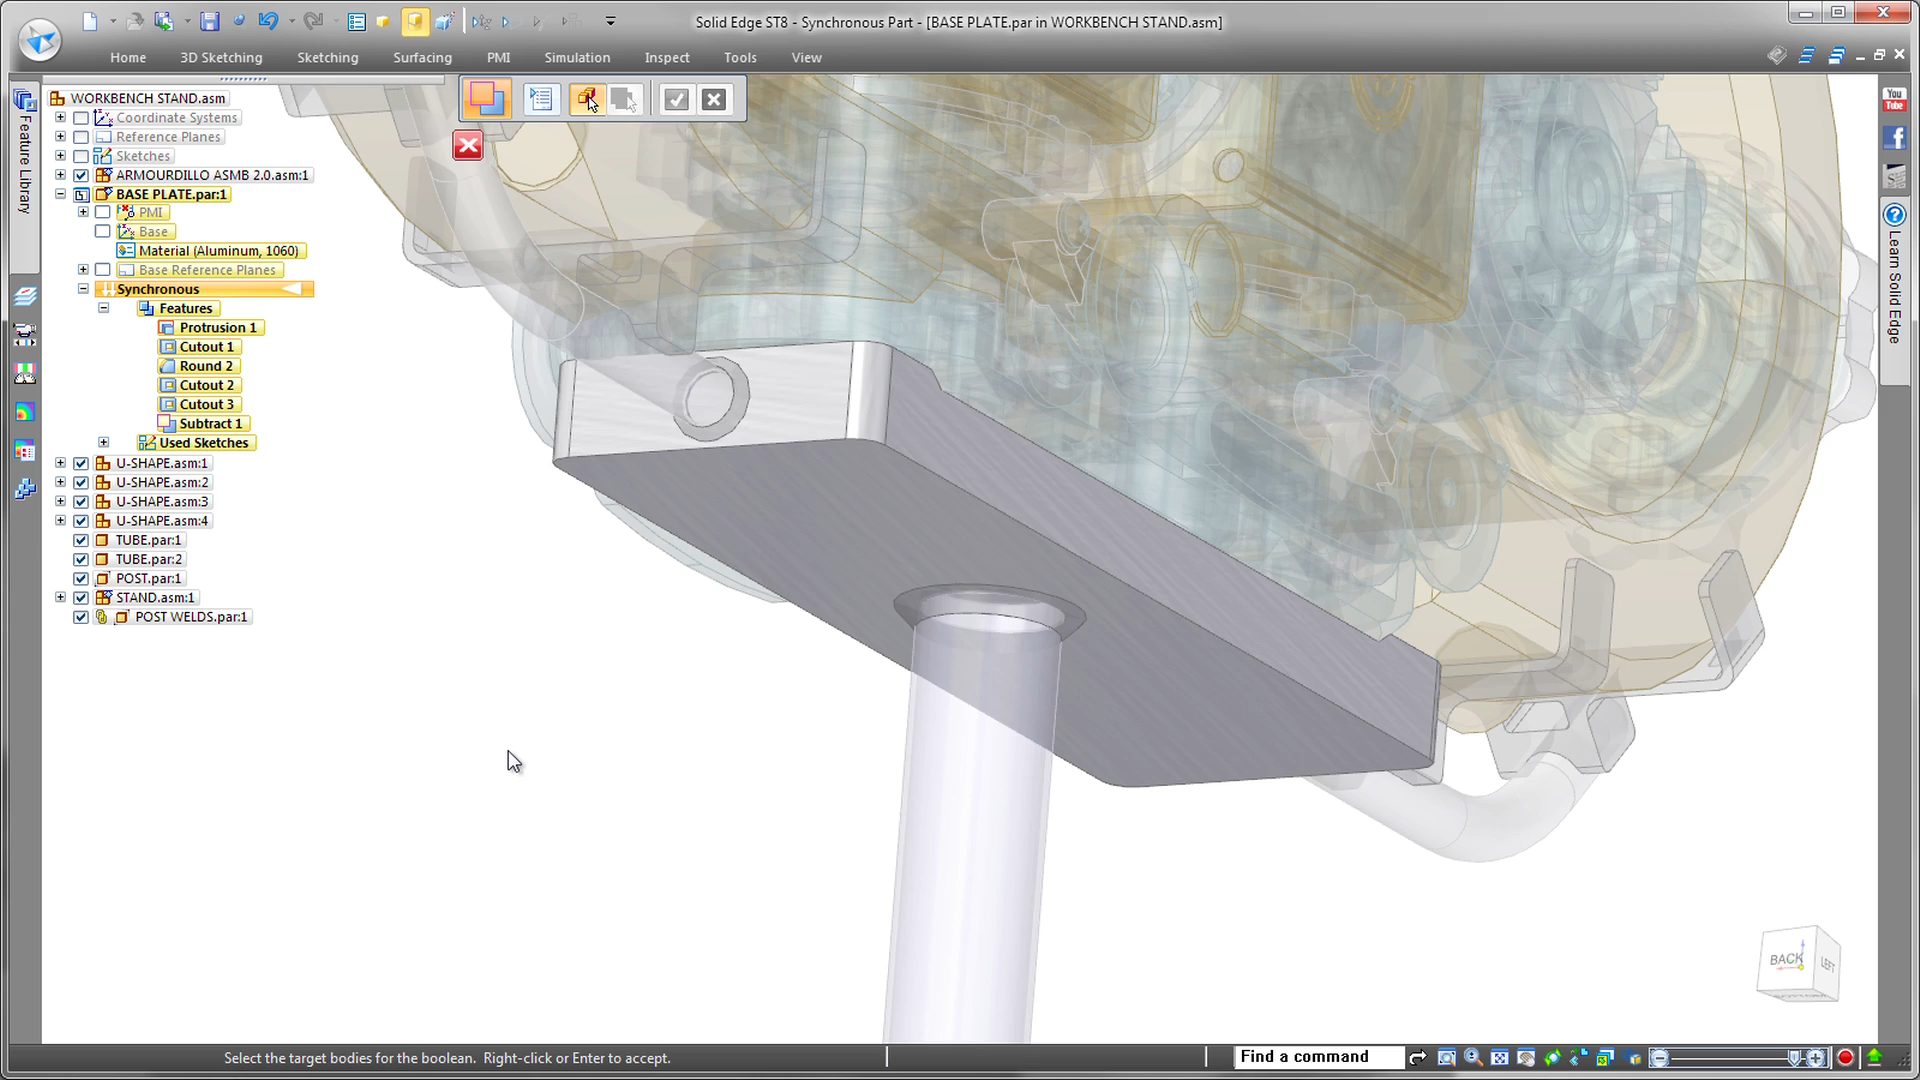 Solid Edge ST8 - Synchronous Part - [BASE PLATE.par in WORKBENCH STAND.asm]
Home 3D Sketching Sketching Surfacing PMI Simulation Inspect Tools View
Feature Library
WORKBENCH STAND.asm
Coordinate Systems
Reference Planes
Sketches
ARMOURDILLO ASMB 2.0.asm:1
BASE PLATE.par:1
PMI
Base
Material (Aluminum, 1060)
Base Reference Planes
Synchronous
Features
Protrusion 1
Cutout 1
Round 2
Cutout 2
Cutout 3
Subtract 1
Used Sketches
U-SHAPE.asm:1
U-SHAPE.asm:2
U-SHAPE.asm:3
U-SHAPE.asm:4
TUBE.par:1
TUBE.par:2
POST.par:1
STAND.asm:1
POST WELDS.par:1
You
Tube
Learn Solid Edge
BACK
LEFT
Select the target bodies for the boolean. Right-click or Enter to accept.
Find a command